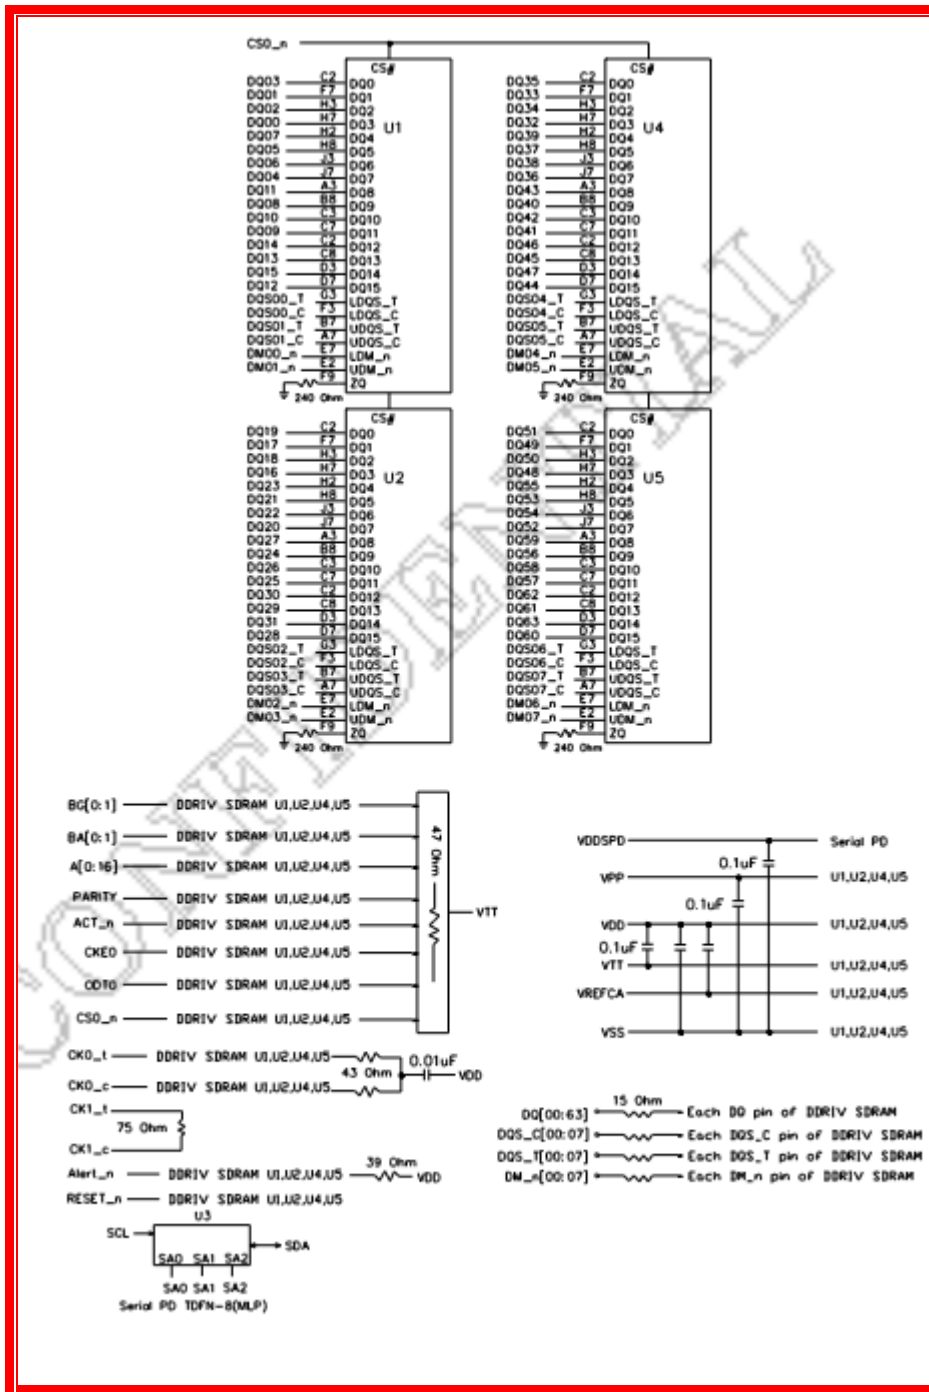 CS0_n
CS#
DQ03 C2 DQ0
DQ01 F7 DQ1
DQ02 H3 DQ2
DQ00 H7 DQ3
U1
DQ07 H2 DQ4
DQ05 H8 DQ5
DQ06 J3 DQ6
DQ04 J7 DQ7
DQ11 A3 DQ8
DQ08 B8 DQ9
DQ10 C3 DQ10
DQ09 C7 DQ11
DQ14 C2 DQ12
DQ13 C8 DQ13
DQ15 D3 DQ14
DQ12 D7 DQ15
DQS00_T G3 LDQS_T
DQS00_C F3 LDQS_C
DQS01_T B7 UDQS_T
DQS01_C A7 UDQS_C
DM00_n E7 LDM_n
DM01_n E2 UDM_n
F9 ZQ
240 Ohm
CS#
DQ35 C2 DQ0
DQ33 F7 DQ1
DQ34 H3 DQ2
DQ32 H7 DQ3
U4
DQ39 H2 DQ4
DQ37 H8 DQ5
DQ38 J3 DQ6
DQ36 J7 DQ7
DQ43 A3 DQ8
DQ40 B8 DQ9
DQ42 C3 DQ10
DQ41 C7 DQ11
DQ46 C2 DQ12
DQ45 C8 DQ13
DQ47 D3 DQ14
DQ44 D7 DQ15
DQS04_T G3 LDQS_T
DQS04_C F3 LDQS_C
DQS05_T B7 UDQS_T
DQS05_C A7 UDQS_C
DM04_n E7 LDM_n
DM05_n E2 UDM_n
F9 ZQ
240 Ohm
CS#
DQ19 C2 DQ0
DQ17 F7 DQ1
DQ18 H3 DQ2
DQ16 H7 DQ3
U2
DQ23 H2 DQ4
DQ21 H8 DQ5
DQ22 J3 DQ6
DQ20 J7 DQ7
DQ27 A3 DQ8
DQ24 B8 DQ9
DQ26 C3 DQ10
DQ25 C7 DQ11
DQ30 C2 DQ12
DQ29 C8 DQ13
DQ31 D3 DQ14
DQ28 D7 DQ15
DQS02_T G3 LDQS_T
DQS02_C F3 LDQS_C
DQS03_T B7 UDQS_T
DQS03_C A7 UDQS_C
DM02_n E7 LDM_n
DM03_n E2 UDM_n
F9 ZQ
240 Ohm
CS#
DQ51 C2 DQ0
DQ49 F7 DQ1
DQ50 H3 DQ2
DQ48 H7 DQ3
U5
DQ55 H2 DQ4
DQ53 H8 DQ5
DQ54 J3 DQ6
DQ52 J7 DQ7
DQ59 A3 DQ8
DQ56 B8 DQ9
DQ58 C3 DQ10
DQ57 C7 DQ11
DQ62 C2 DQ12
DQ61 C8 DQ13
DQ63 D3 DQ14
DQ60 D7 DQ15
DQS06_T G3 LDQS_T
DQS06_C F3 LDQS_C
DQS07_T B7 UDQS_T
DQS07_C A7 UDQS_C
DM06_n E7 LDM_n
DM07_n E2 UDM_n
F9 ZQ
240 Ohm
CONFIDENTIAL
BG[0:1] DDRIV SDRAM U1,U2,U4,U5
BA[0:1] DDRIV SDRAM U1,U2,U4,U5
A[0:16] DDRIV SDRAM U1,U2,U4,U5
PARITY DDRIV SDRAM U1,U2,U4,U5
ACT_n DDRIV SDRAM U1,U2,U4,U5
CKE0 DDRIV SDRAM U1,U2,U4,U5
ODT0 DDRIV SDRAM U1,U2,U4,U5
CS0_n DDRIV SDRAM U1,U2,U4,U5
47 Ohm
VTT
CK0_t DDRIV SDRAM U1,U2,U4,U5
43 Ohm
0.01uF
VDD
CK0_c DDRIV SDRAM U1,U2,U4,U5
CK1_t
75 Ohm
CK1_c
Alert_n DDRIV SDRAM U1,U2,U4,U5 39 Ohm VDD
RESET_n DDRIV SDRAM U1,U2,U4,U5
U3
SCL SDA
SA0 SA1 SA2
SA0 SA1 SA2
Serial PD TDFN-8(MLP)
VDDSPD Serial PD
0.1uF
VPP U1,U2,U4,U5
0.1uF
VDD U1,U2,U4,U5
0.1uF
VTT U1,U2,U4,U5
VREFCA U1,U2,U4,U5
VSS U1,U2,U4,U5
15 Ohm
DQ[00:63] Each DQ pin of DDRIV SDRAM
DQS_C[00:07] Each DQS_C pin of DDRIV SDRAM
DQS_T[00:07] Each DQS_T pin of DDRIV SDRAM
DM_n[00:07] Each DM_n pin of DDRIV SDRAM